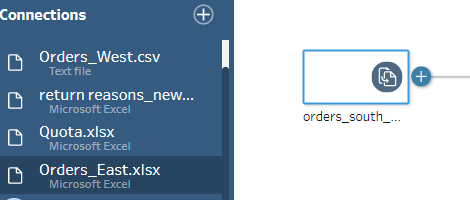 Connections
Orders_West.csv
Text file
return reasons_new...
Microsoft Excel
Quota.xlsx
Microsoft Excel
Orders_East.xlsx
Microsoft Excel
orders_south_...